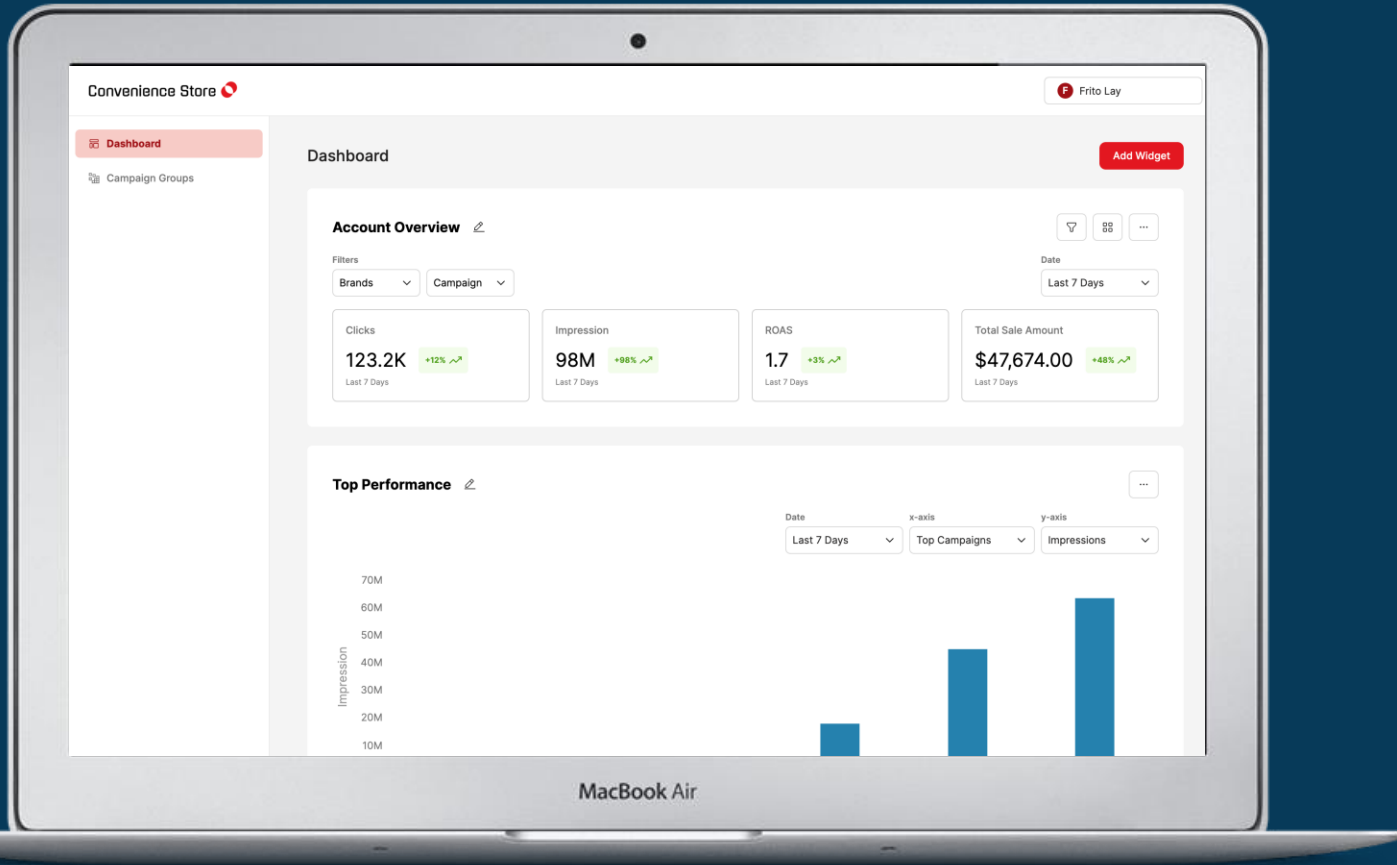 Convenience Store
F Frito Lay
Dashboard
Campaign Groups
Dashboard
Add Widget
Account Overview
Filters
Date
Brands
Campaign
Last 7 Days
Clicks
Impression
ROAS
Total Sale Amount
123.2K +12%
98M +98%
1.7 +3%
$47,674.00 +48%
Last 7 Days
Last 7 Days
Last 7 Days
Last 7 Days
Top Performance
Date
x-axis
y-axis
Last 7 Days
Top Campaigns
Impressions
70M
60M
50M
40M
30M
20M
10M
Impression
MacBook Air